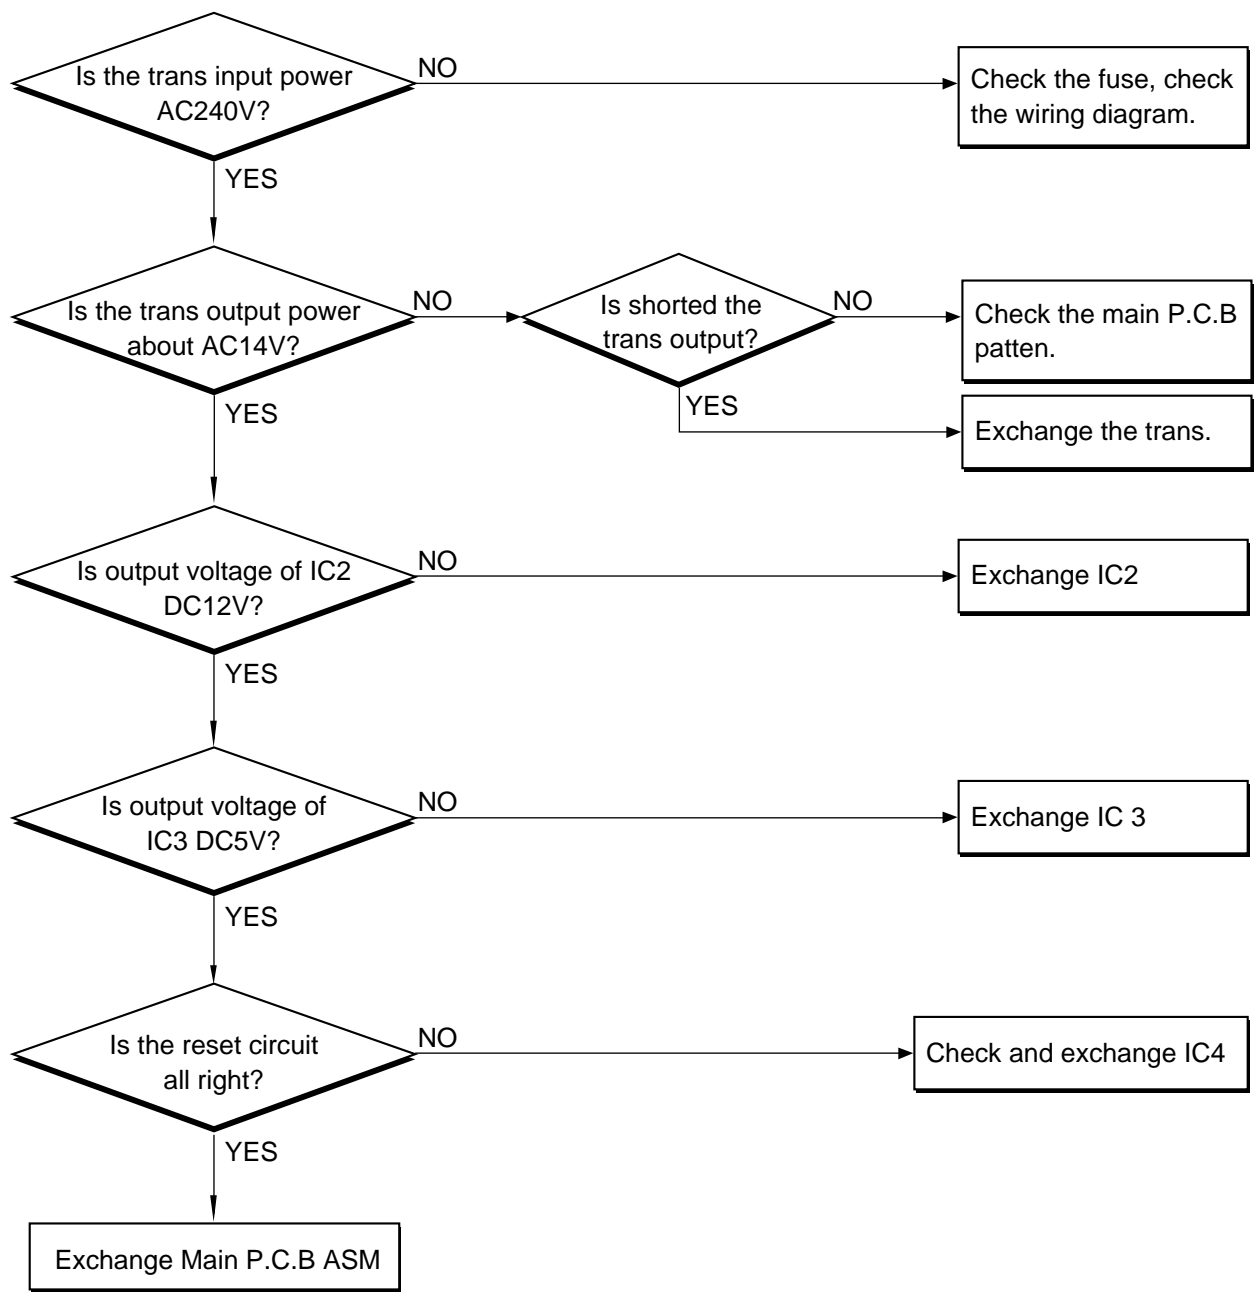 Is the trans input power
AC240V?
NO
Check the fuse, check
the wiring diagram.
YES
Is the trans output power
about AC14V?
NO
Is shorted the
trans output?
NO
Check the main P.C.B
patten.
YES
YES
Exchange the trans.
Is output voltage of IC2
DC12V?
NO
Exchange IC2
YES
Is output voltage of
IC3 DC5V?
NO
Exchange IC 3
YES
Is the reset circuit
all right?
NO
Check and exchange IC4
YES
Exchange Main P.C.B ASM